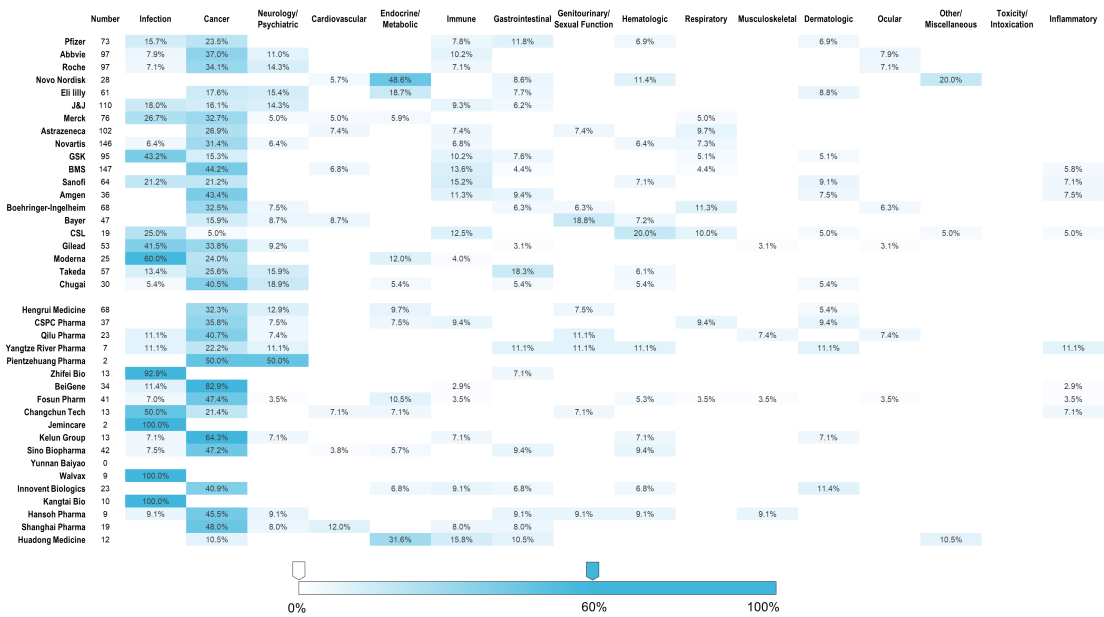 Number Infection Cancer Neurology/ Psychiatric Cardiovascular Endocrine/ Metabolic Immune Gastrointestinal Genitourinary/ Sexual Function Hematologic Respiratory Musculoskeletal Dermatologic Ocular Other/ Miscellaneous Toxicity/ Intoxication Inflammatory
Pfizer 73 15.7% 23.5% 7.8% 11.8% 6.9% 6.9%
Abbvie 97 7.9% 37.0% 11.0% 10.2% 7.9%
Roche 97 7.1% 34.1% 14.3% 7.1% 7.1%
Novo Nordisk 28 5.7% 48.6% 8.6% 11.4% 20.0%
Eli lilly 61 17.6% 15.4% 18.7% 7.7% 8.8%
J&J 110 18.0% 16.1% 14.3% 9.3% 6.2%
Merck 76 26.7% 32.7% 5.0% 5.0% 5.9% 5.0%
Astrazeneca 102 26.9% 7.4% 7.4% 7.4% 9.7%
Novartis 146 6.4% 31.4% 6.4% 6.8% 6.4% 7.3%
GSK 95 43.2% 15.3% 10.2% 7.6% 5.1% 5.1%
BMS 147 44.2% 6.8% 13.6% 4.4% 4.4% 5.8%
Sanofi 64 21.2% 21.2% 15.2% 7.1% 9.1% 7.1%
Amgen 36 43.4% 11.3% 9.4% 7.5% 7.5%
Boehringer-Ingelheim 68 32.5% 7.5% 6.3% 6.3% 11.3% 6.3%
Bayer 47 15.9% 8.7% 8.7% 18.8% 7.2%
CSL 19 25.0% 5.0% 12.5% 20.0% 10.0% 5.0% 5.0% 5.0%
Gilead 53 41.5% 33.8% 9.2% 3.1% 3.1% 3.1%
Moderna 25 60.0% 24.0% 12.0% 4.0%
Takeda 57 13.4% 25.6% 15.9% 18.3% 6.1%
Chugai 30 5.4% 40.5% 18.9% 5.4% 5.4% 5.4% 5.4%
Hengrui Medicine 68 32.3% 12.9% 9.7% 7.5% 5.4%
CSPC Pharma 37 35.8% 7.5% 7.5% 9.4% 9.4% 9.4%
Qilu Pharma 23 11.1% 40.7% 7.4% 11.1% 7.4% 7.4%
Yangtze River Pharma 7 11.1% 22.2% 11.1% 11.1% 11.1% 11.1% 11.1% 11.1%
Pientzehuang Pharma 2 50.0% 50.0%
Zhifei Bio 13 92.9% 7.1%
BeiGene 34 11.4% 82.9% 2.9% 2.9%
Fosun Pharm 41 7.0% 47.4% 3.5% 10.5% 3.5% 5.3% 3.5% 3.5% 3.5% 3.5%
Changchun Tech 13 50.0% 21.4% 7.1% 7.1% 7.1% 7.1%
Jemincare 2 100.0%
Kelun Group 13 7.1% 64.3% 7.1% 7.1% 7.1% 7.1%
Sino Biopharma 42 7.5% 47.2% 3.8% 5.7% 9.4% 9.4%
Yunnan Baiyao 0
Walvax 9 100.0%
Innovent Biologics 23 40.9% 6.8% 9.1% 6.8% 6.8% 11.4%
Kangtai Bio 10 100.0%
Hansoh Pharma 9 9.1% 45.5% 9.1% 9.1% 9.1% 9.1% 9.1%
Shanghai Pharma 19 48.0% 8.0% 12.0% 8.0% 8.0%
Huadong Medicine 12 10.5% 31.6% 15.8% 10.5% 10.5%
0% 60% 100%